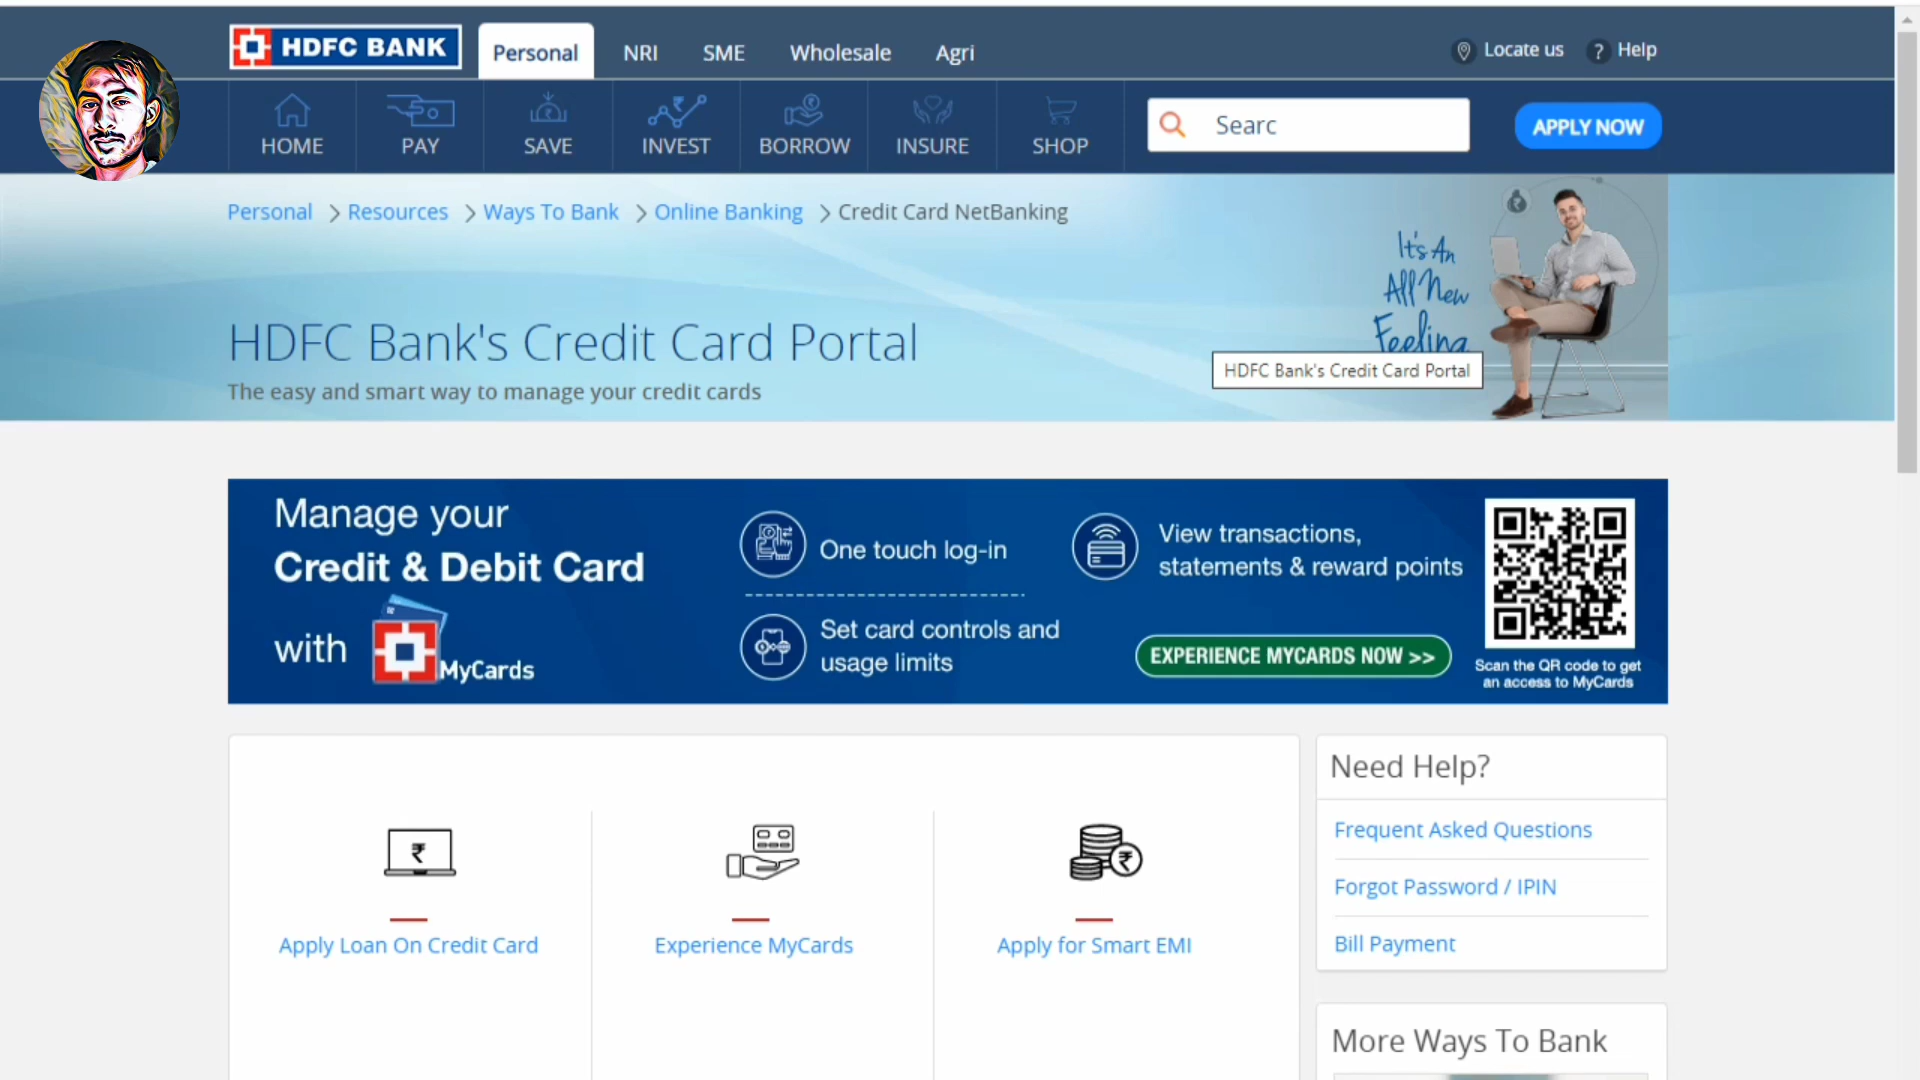 HDFC BANK
Personal
NRI
SME
Wholesale
Agri
Locate us
? Help
HOME
PAY
SAVE
INVEST
BORROW
INSURE
SHOP
Searc
APPLY NOW
Personal > Resources > Ways To Bank > Online Banking > Credit Card NetBanking
It's An
All New
Feeling
HDFC Bank's Credit Card Portal
HDFC Bank's Credit Card Portal
The easy and smart way to manage your credit cards
Manage your
Credit & Debit Card
with MyCards
One touch log-in
Set card controls and
usage limits
View transactions,
statements & reward points
EXPERIENCE MYCARDS NOW >>
Scan the QR code to get
an access to MyCards
Apply Loan On Credit Card
Experience MyCards
Apply for Smart EMI
Need Help?
Frequent Asked Questions
Forgot Password / IPIN
Bill Payment
More Ways To Bank